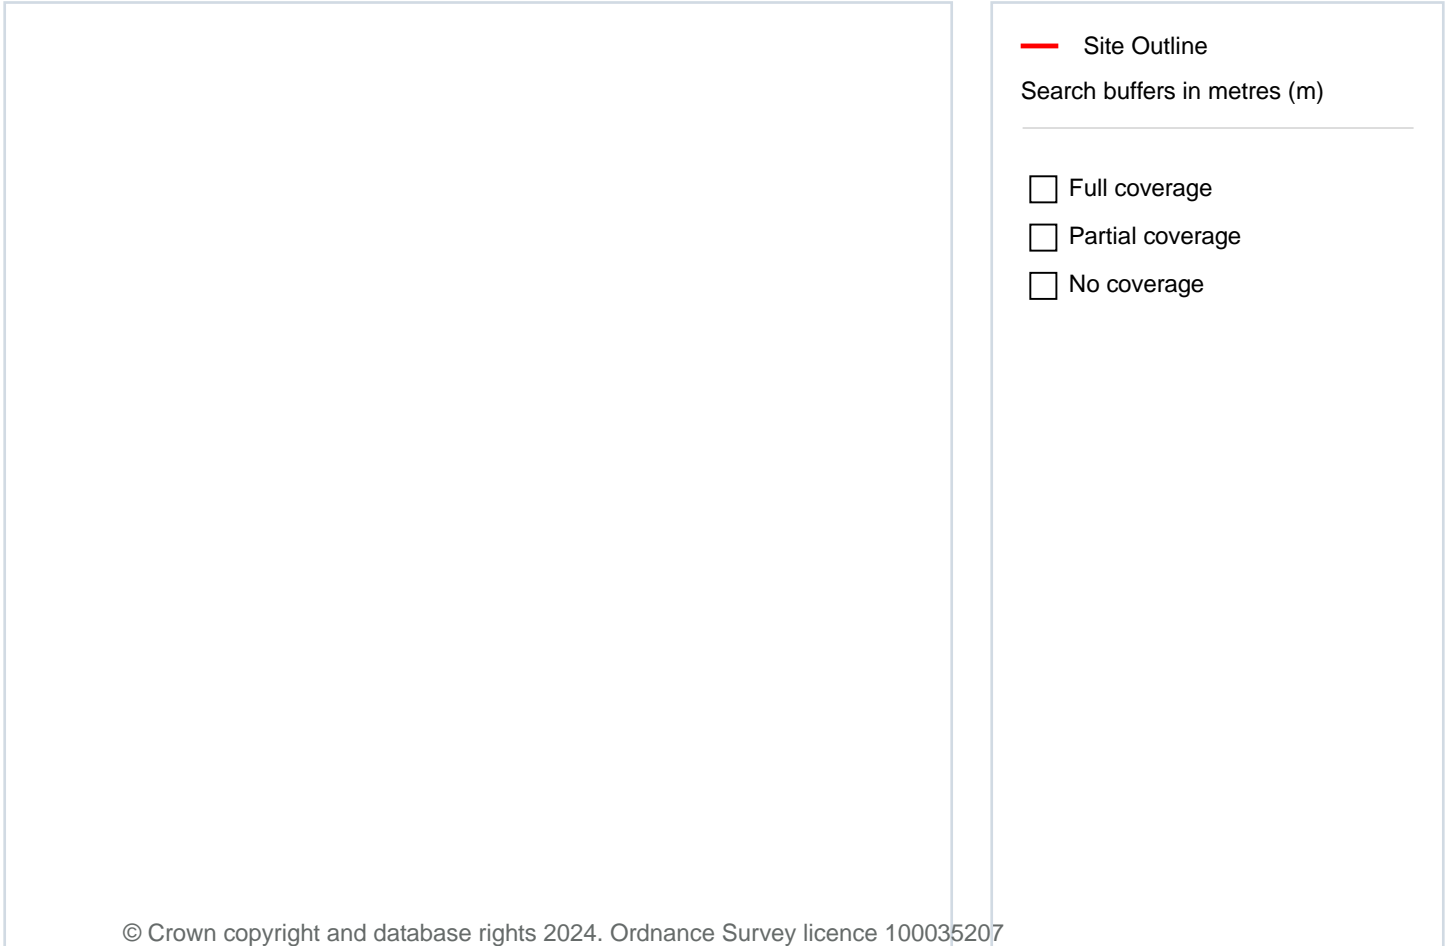 Site Outline
Search buffers in metres (m)
Full coverage
Partial coverage
No coverage
© Crown copyright and database rights 2024. Ordnance Survey licence 100035207